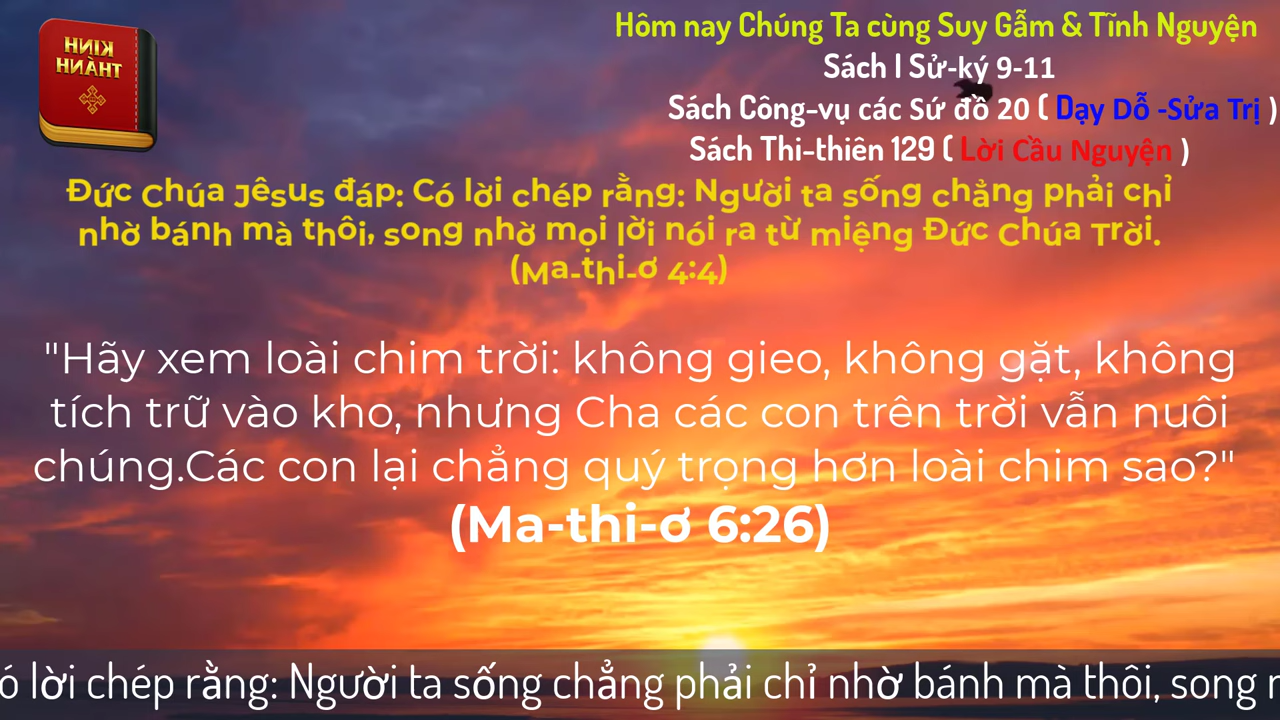 KINH
THÀNH
Hôm nay Chúng Ta cùng Suy Gẫm & Tĩnh Nguyện
Sách I Sử-ký 9-11
Sách Công-vụ các Sứ đồ 20 ( Dạy Dỗ -Sửa Trị )
Sách Thi-thiên 129 ( Lời Cầu Nguyện )
Đức Chúa Jêsus đáp: Có lời chép rằng: Người ta sống chẳng phải chỉ
nhờ bánh mà thôi, song nhờ mọi lời nói ra từ miệng Đức Chúa Trời.
(Ma-thi-ơ 4:4)
"Hãy xem loài chim trời: không gieo, không gặt, không
tích trữ vào kho, nhưng Cha các con trên trời vẫn nuôi
chúng.Các con lại chẳng quý trọng hơn loài chim sao?"
(Ma-thi-ơ 6:26)
ó lời chép rằng: Người ta sống chẳng phải chỉ nhờ bánh mà thôi, song